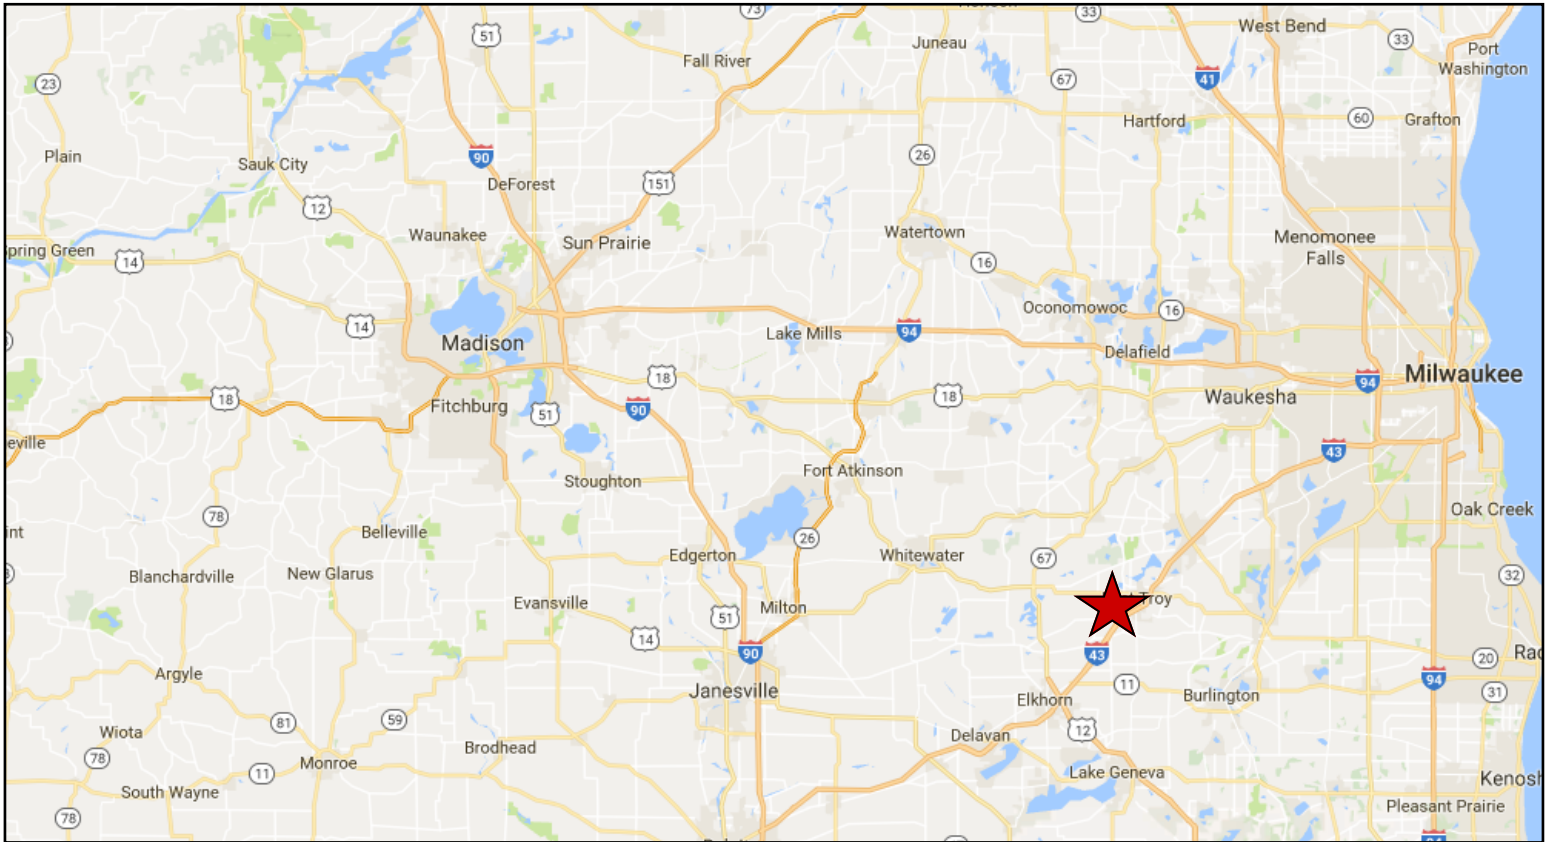 73
33
51
Juneau
West Bend
33
Port
Washington
Fall River
23
67
41
Hartford
60
Grafton
Plain
Sauk City
90
DeForest
151
26
12
Waunakee
Sun Prairie
Watertown
Menomonee
Falls
Spring Green
14
16
14
Madison
Lake Mills
94
Oconomowoc
16
Delafield
18
18
90
18
Waukesha
94
Milwaukee
Fitchburg
51
eville
43
Stoughton
Fort Atkinson
78
int
Belleville
26
Oak Creek
Edgerton
Whitewater
67
Blanchardville
New Glarus
32
Evansville
Milton
51
t Troy
14
90
43
20
Rac
Argyle
Janesville
11
94
31
Elkhorn
Burlington
81
59
Wiota
78
Brodhead
Delavan
12
Monroe
11
Lake Geneva
Kenosh
South Wayne
78
Pleasant Prairie